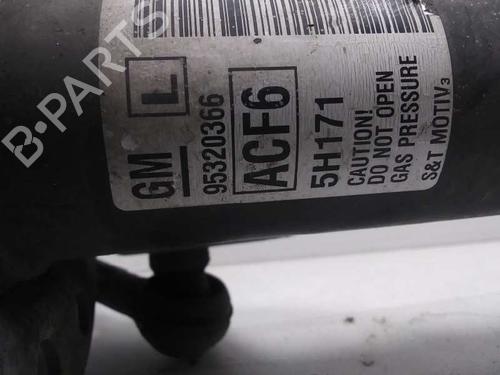 GM L
95320366
ACF6
5H171
CAUTION!
DO NOT OPEN
GAS PRESSURE
S&T MOTIV3
B-PARTS